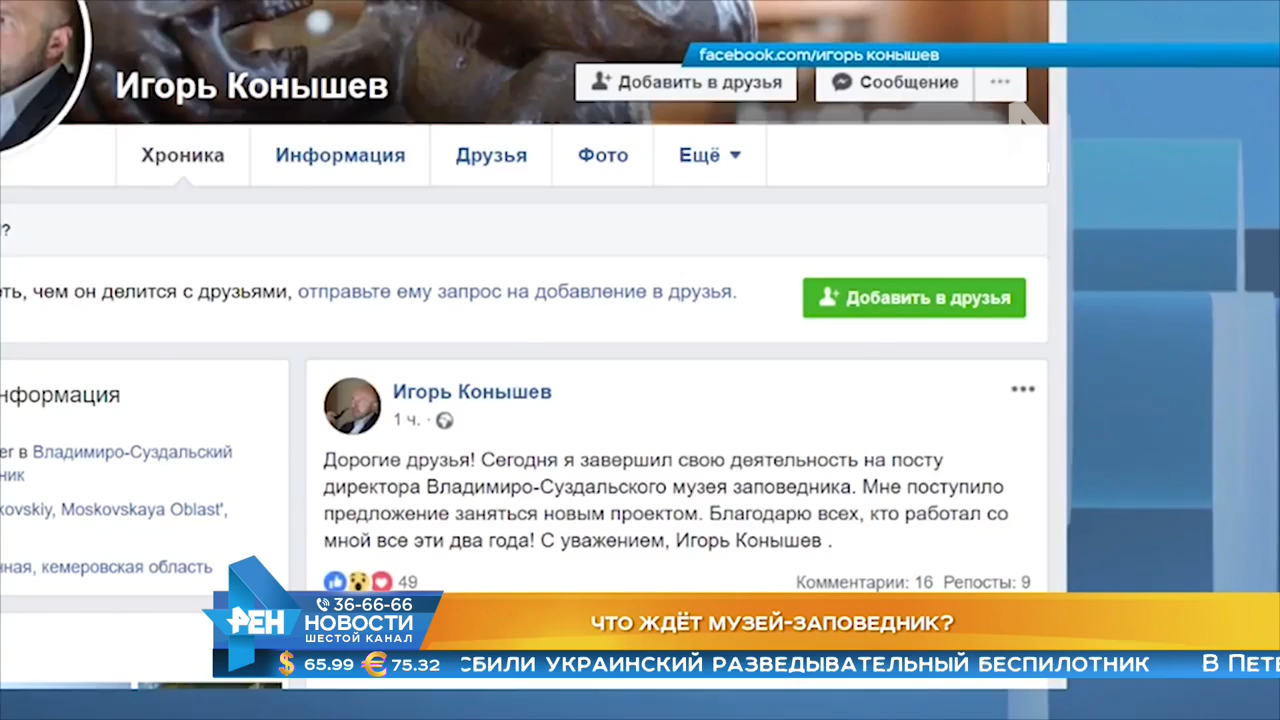 facebook.com/игорь конышев
Игорь Конышев
Добавить в друзья
Сообщение
Хроника
Информация
Друзья
Фото
Ещё
?
чем он делится с друзьями, отправьте ему запрос на добавление в друзья.
Добавить в друзья
нформация
er в Владимиро-Суздальский
ник
kovskiy, Moskovskaya Oblast',
ная, кемеровская область
Игорь Конышев
1 ч.
Дорогие друзья! Сегодня я завершил свою деятельность на посту
директора Владимиро-Суздальского музея заповедника. Мне поступило
предложение заняться новым проектом. Благодарю всех, кто работал со
мной все эти два года! С уважением, Игорь Конышев .
49
Комментарии: 16 Репосты: 9
РЕН
36-66-66
НОВОСТИ
ШЕСТОЙ КАНАЛ
ЧТО ЖДЁТ МУЗЕЙ-ЗАПОВЕДНИК?
$ 65.99 € 75.32 СБИЛИ УКРАИНСКИЙ РАЗВЕДЫВАТЕЛЬНЫЙ БЕСПИЛОТНИК В ПЕТЕ